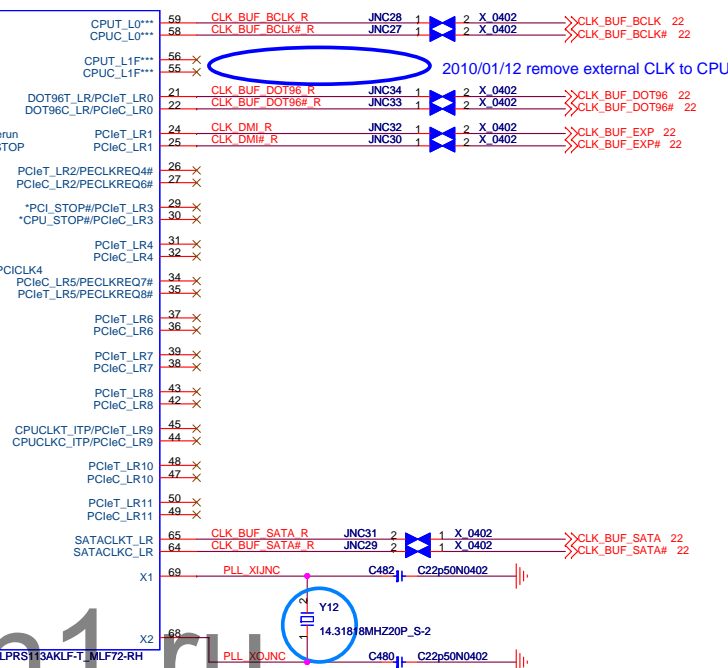 CPUT_L0*** 59 CLK_BUF_BCLK_R JNC28 1 2 X_0402 CLK_BUF_BCLK 22
CPUC_L0*** 58 CLK_BUF_BCLK#_R JNC27 1 2 X_0402 CLK_BUF_BCLK# 22
CPUT_L1F*** 56
CPUC_L1F*** 55
2010/01/12 remove external CLK to CPU
DOT96T_LR/PCIeT_LR0 21 CLK_BUF_DOT96_R JNC34 1 2 X_0402 CLK_BUF_DOT96 22
DOT96C_LR/PCIeC_LR0 22 CLK_BUF_DOT96#_R JNC33 1 2 X_0402 CLK_BUF_DOT96# 22
erun PCIeT_LR1 24 CLK_DMI_R JNC32 1 2 X_0402 CLK_BUF_EXP 22
STOP PCIeC_LR1 25 CLK_DMI#_R JNC30 1 2 X_0402 CLK_BUF_EXP# 22
PCIeT_LR2/PECLKREQ4# 26
PCIeC_LR2/PECLKREQ6# 27
*PCI_STOP#/PCIeT_LR3 29
*CPU_STOP#/PCIeC_LR3 30
PCIeT_LR4 31
PCIeC_LR4 32
PCICLK4
PCIeC_LR5/PECLKREQ7# 34
PCIeT_LR5/PECLKREQ8# 35
PCIeT_LR6 37
PCIeC_LR6 36
PCIeT_LR7 39
PCIeC_LR7 38
PCIeT_LR8 43
PCIeC_LR8 42
CPUCLKT_ITP/PCIeT_LR9 45
CPUCLKC_ITP/PCIeC_LR9 44
PCIeT_LR10 48
PCIeC_LR10 47
PCIeT_LR11 50
PCIeC_LR11 49
SATACLKT_LR 65 CLK_BUF_SATA_R JNC31 2 1 X_0402 CLK_BUF_SATA 22
SATACLKC_LR 64 CLK_BUF_SATA#_R JNC29 2 1 X_0402 CLK_BUF_SATA# 22
X1 69 PLL_XIJNC C482 C22p50N0402
2 Y12
1 14.31818MHZ20P_S-2
X2 68
LPRS113AKLF-T_MLF72-RH PLL_XOJNC C480 C22p50N0402